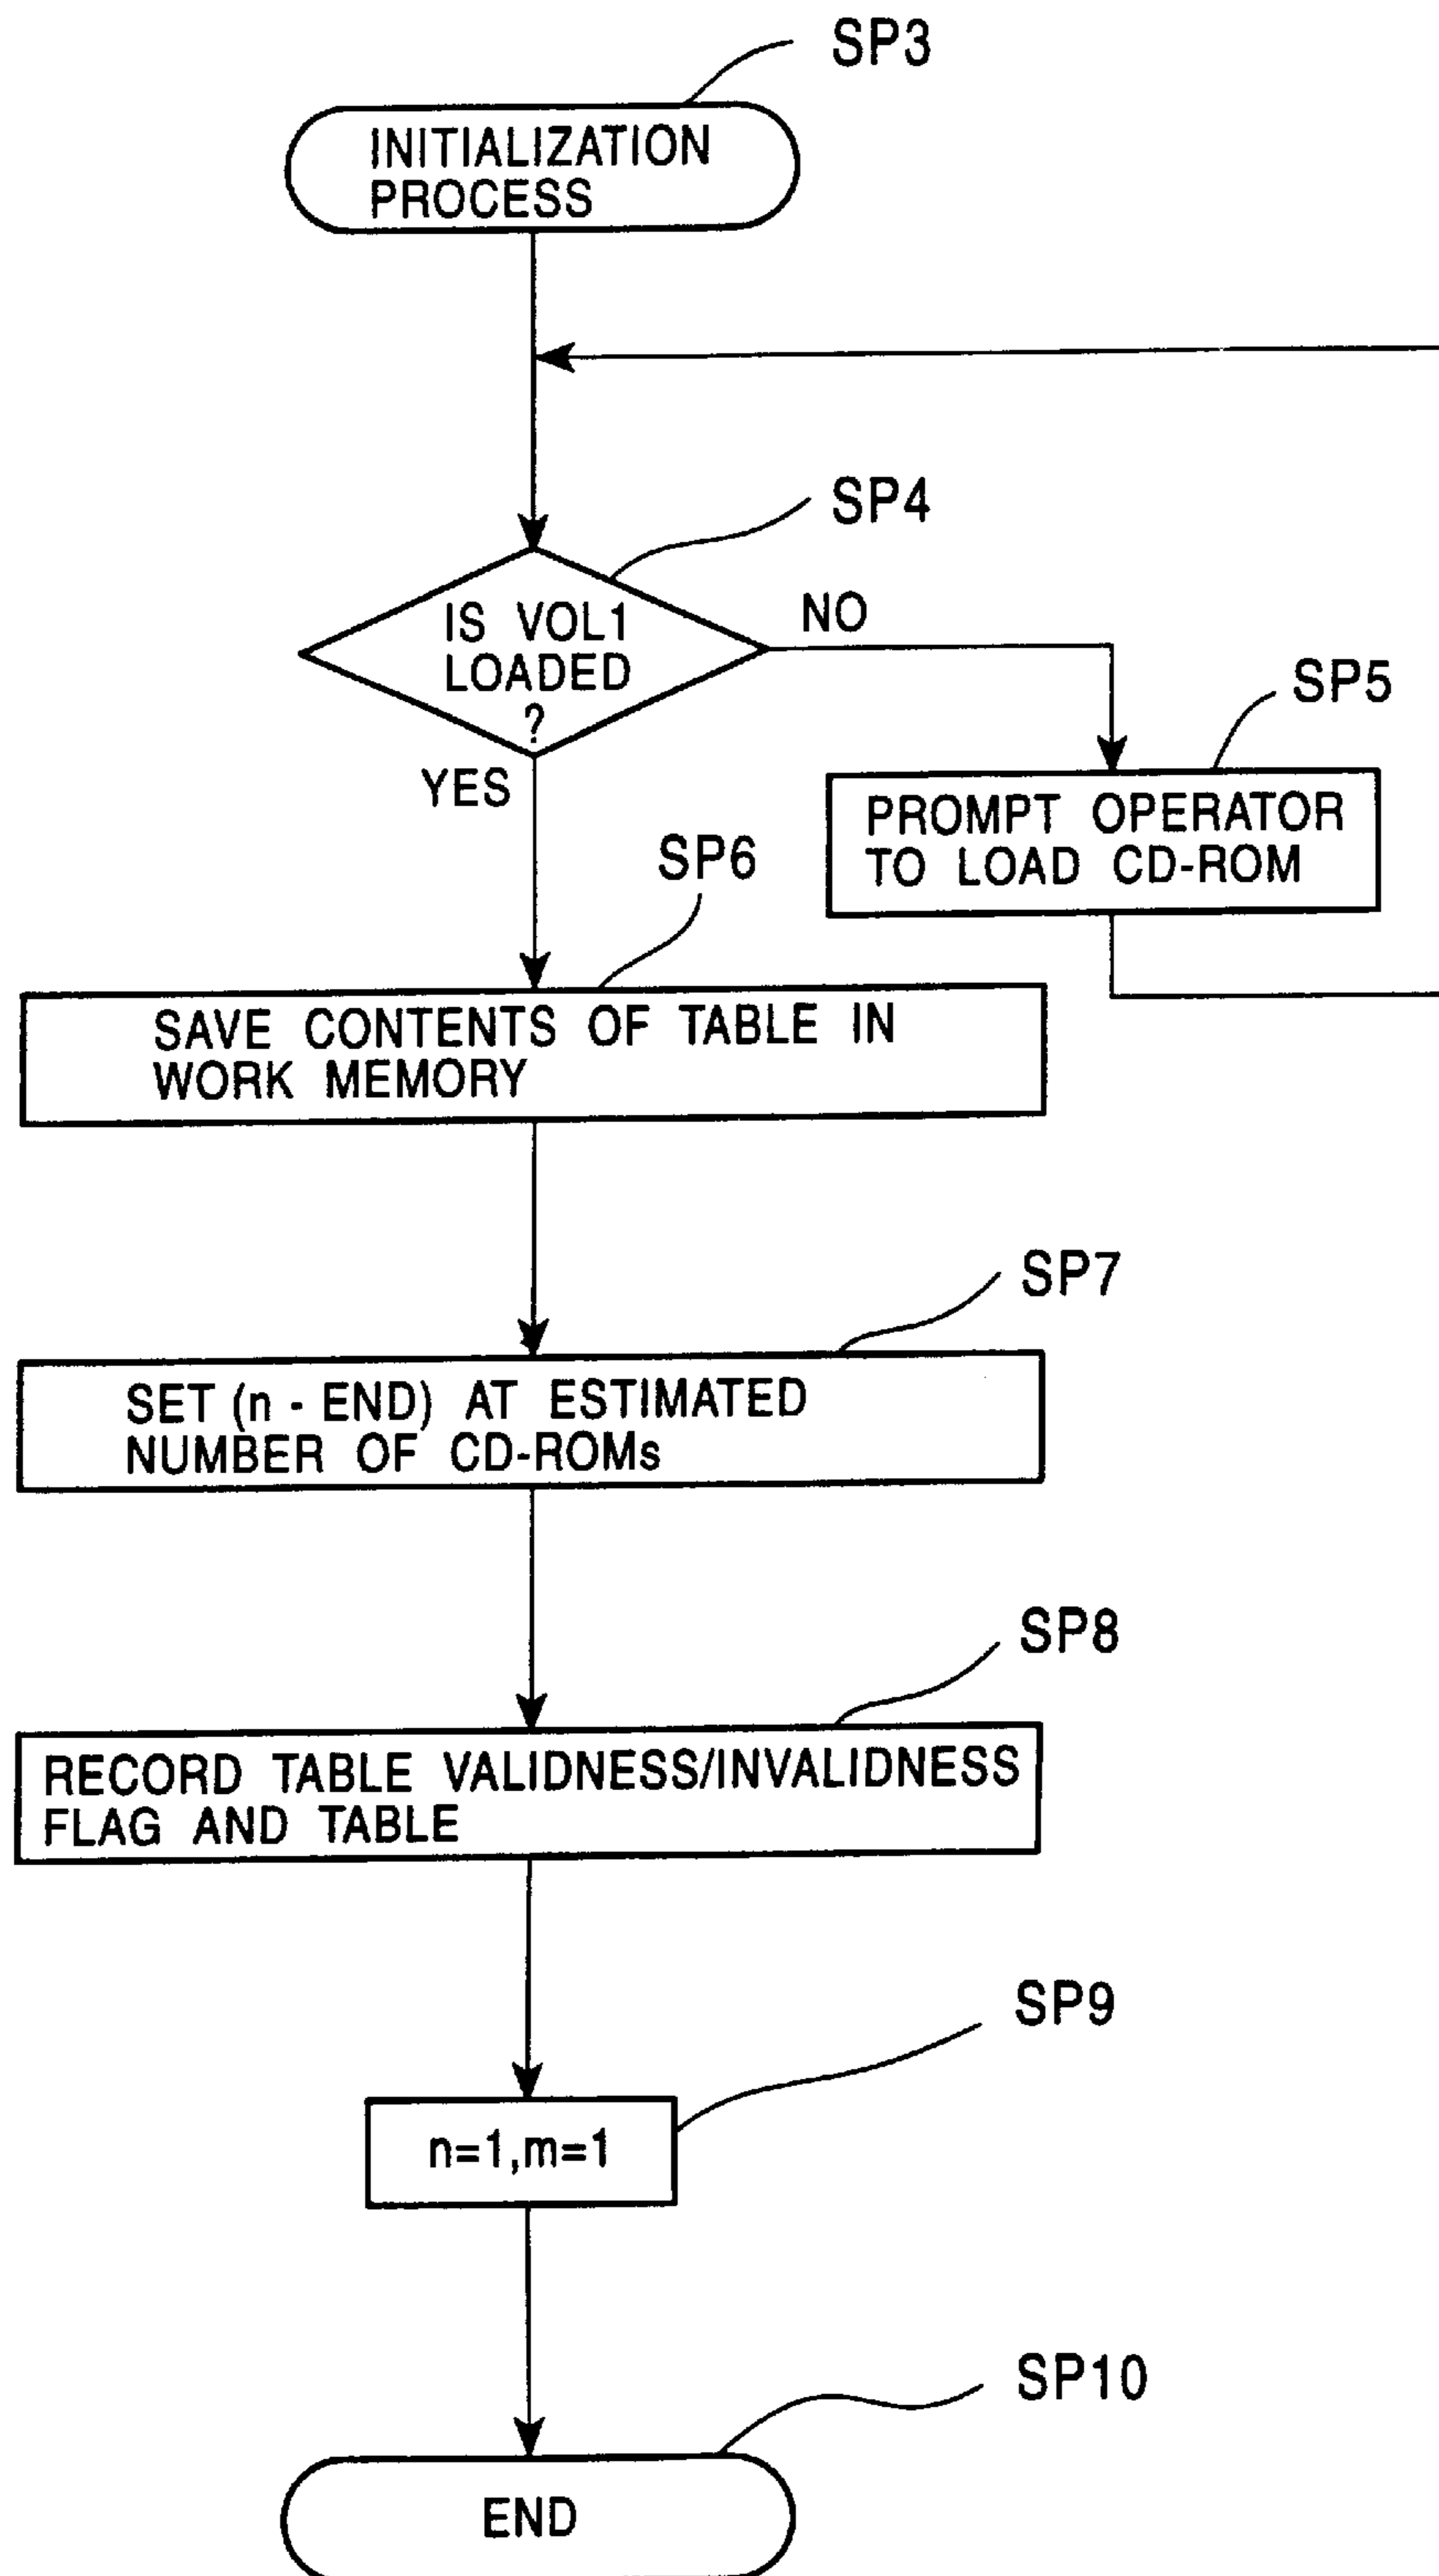 SP3
INITIALIZATION
PROCESS
SP4
IS VOL1
LOADED
?
NO
YES
SP5
PROMPT OPERATOR
TO LOAD CD-ROM
SP6
SAVE CONTENTS OF TABLE IN
WORK MEMORY
SP7
SET (n - END) AT ESTIMATED
NUMBER OF CD-ROMs
SP8
RECORD TABLE VALIDNESS/INVALIDNESS
FLAG AND TABLE
SP9
n=1,m=1
SP10
END